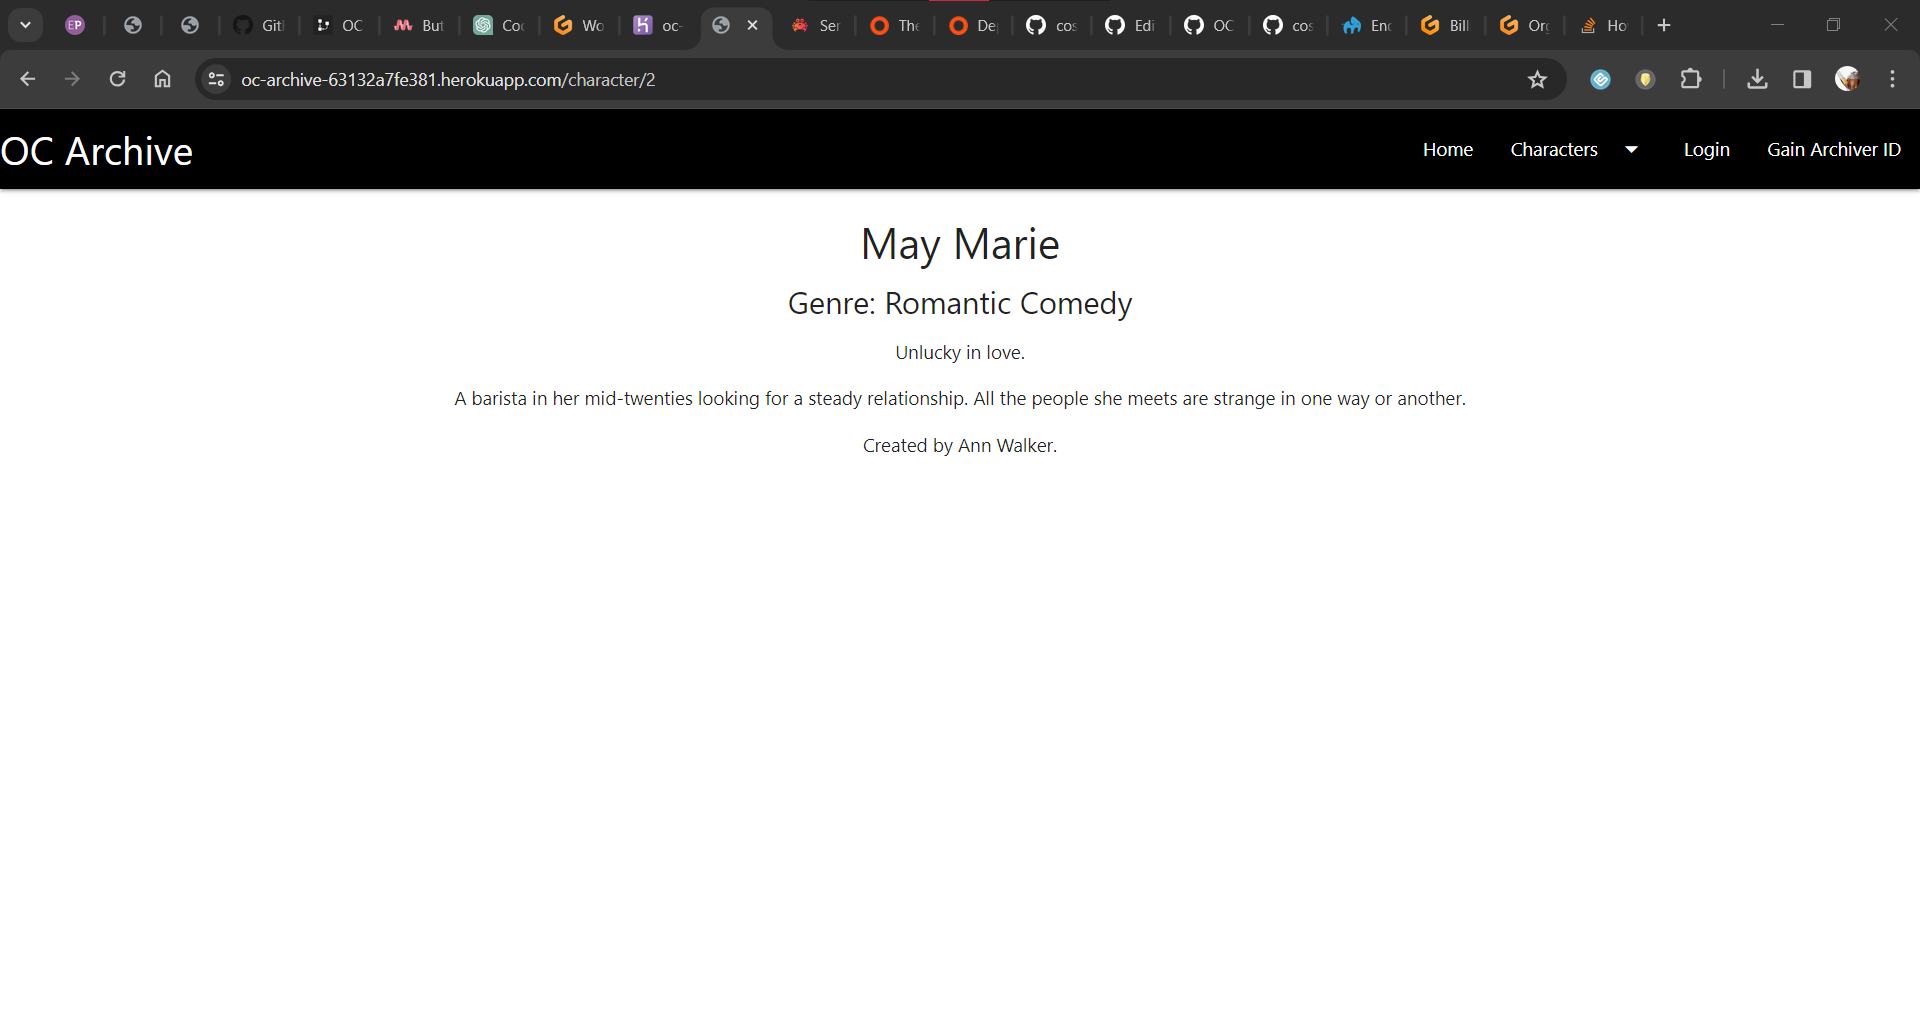 EP
Git
OC
But
Co
Wo
oc-
Ser
The
De
cos
Edi
OC
cos
Enc
Bill
Org
Ho
oc-archive-63132a7fe381.herokuapp.com/character/2
OC Archive
Home
Characters
Login
Gain Archiver ID
May Marie
Genre: Romantic Comedy
Unlucky in love.
A barista in her mid-twenties looking for a steady relationship. All the people she meets are strange in one way or another.
Created by Ann Walker.